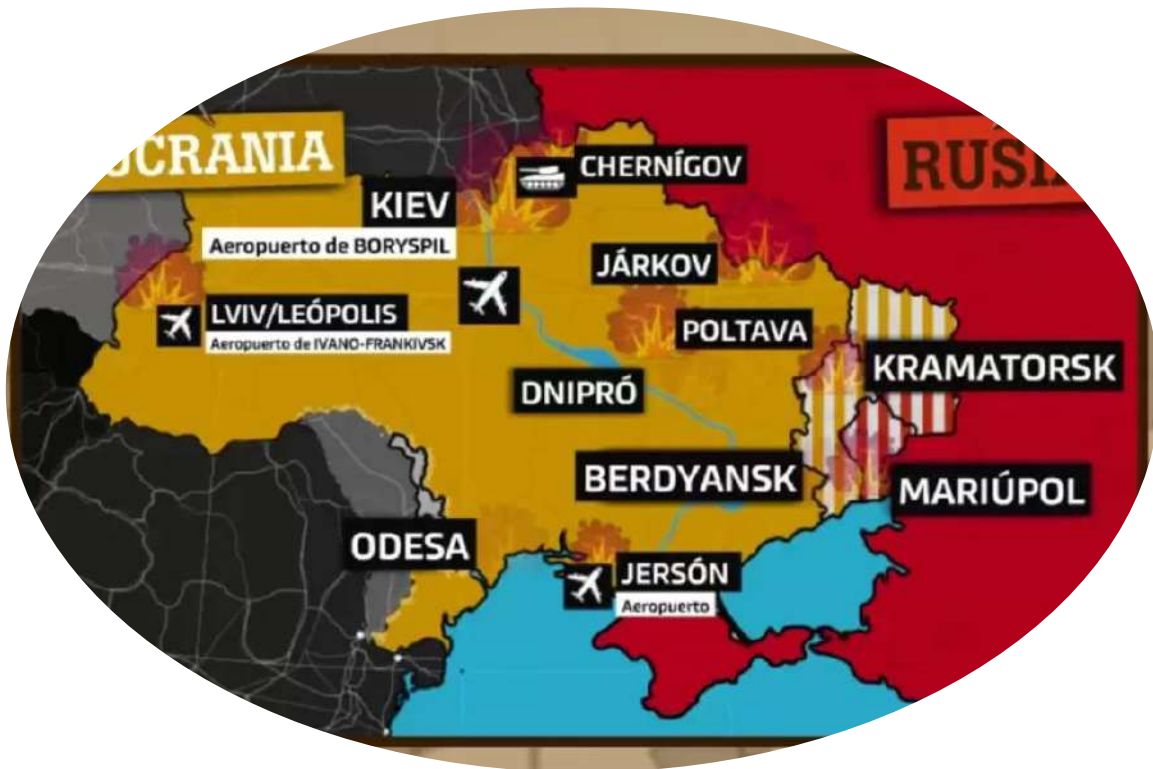 UCRANIA
RUSIA
CHERNÍGOV
KIEV
Aeropuerto de BORYSPIL
JÁRKOV
LVIV/LEÓPOLIS
Aeropuerto de IVANO-FRANKIVSK
POLTAVA
KRAMATORSK
DNIPRÓ
BERDYANSK
MARIÚPOL
ODESA
JERSÓN
Aeropuerto